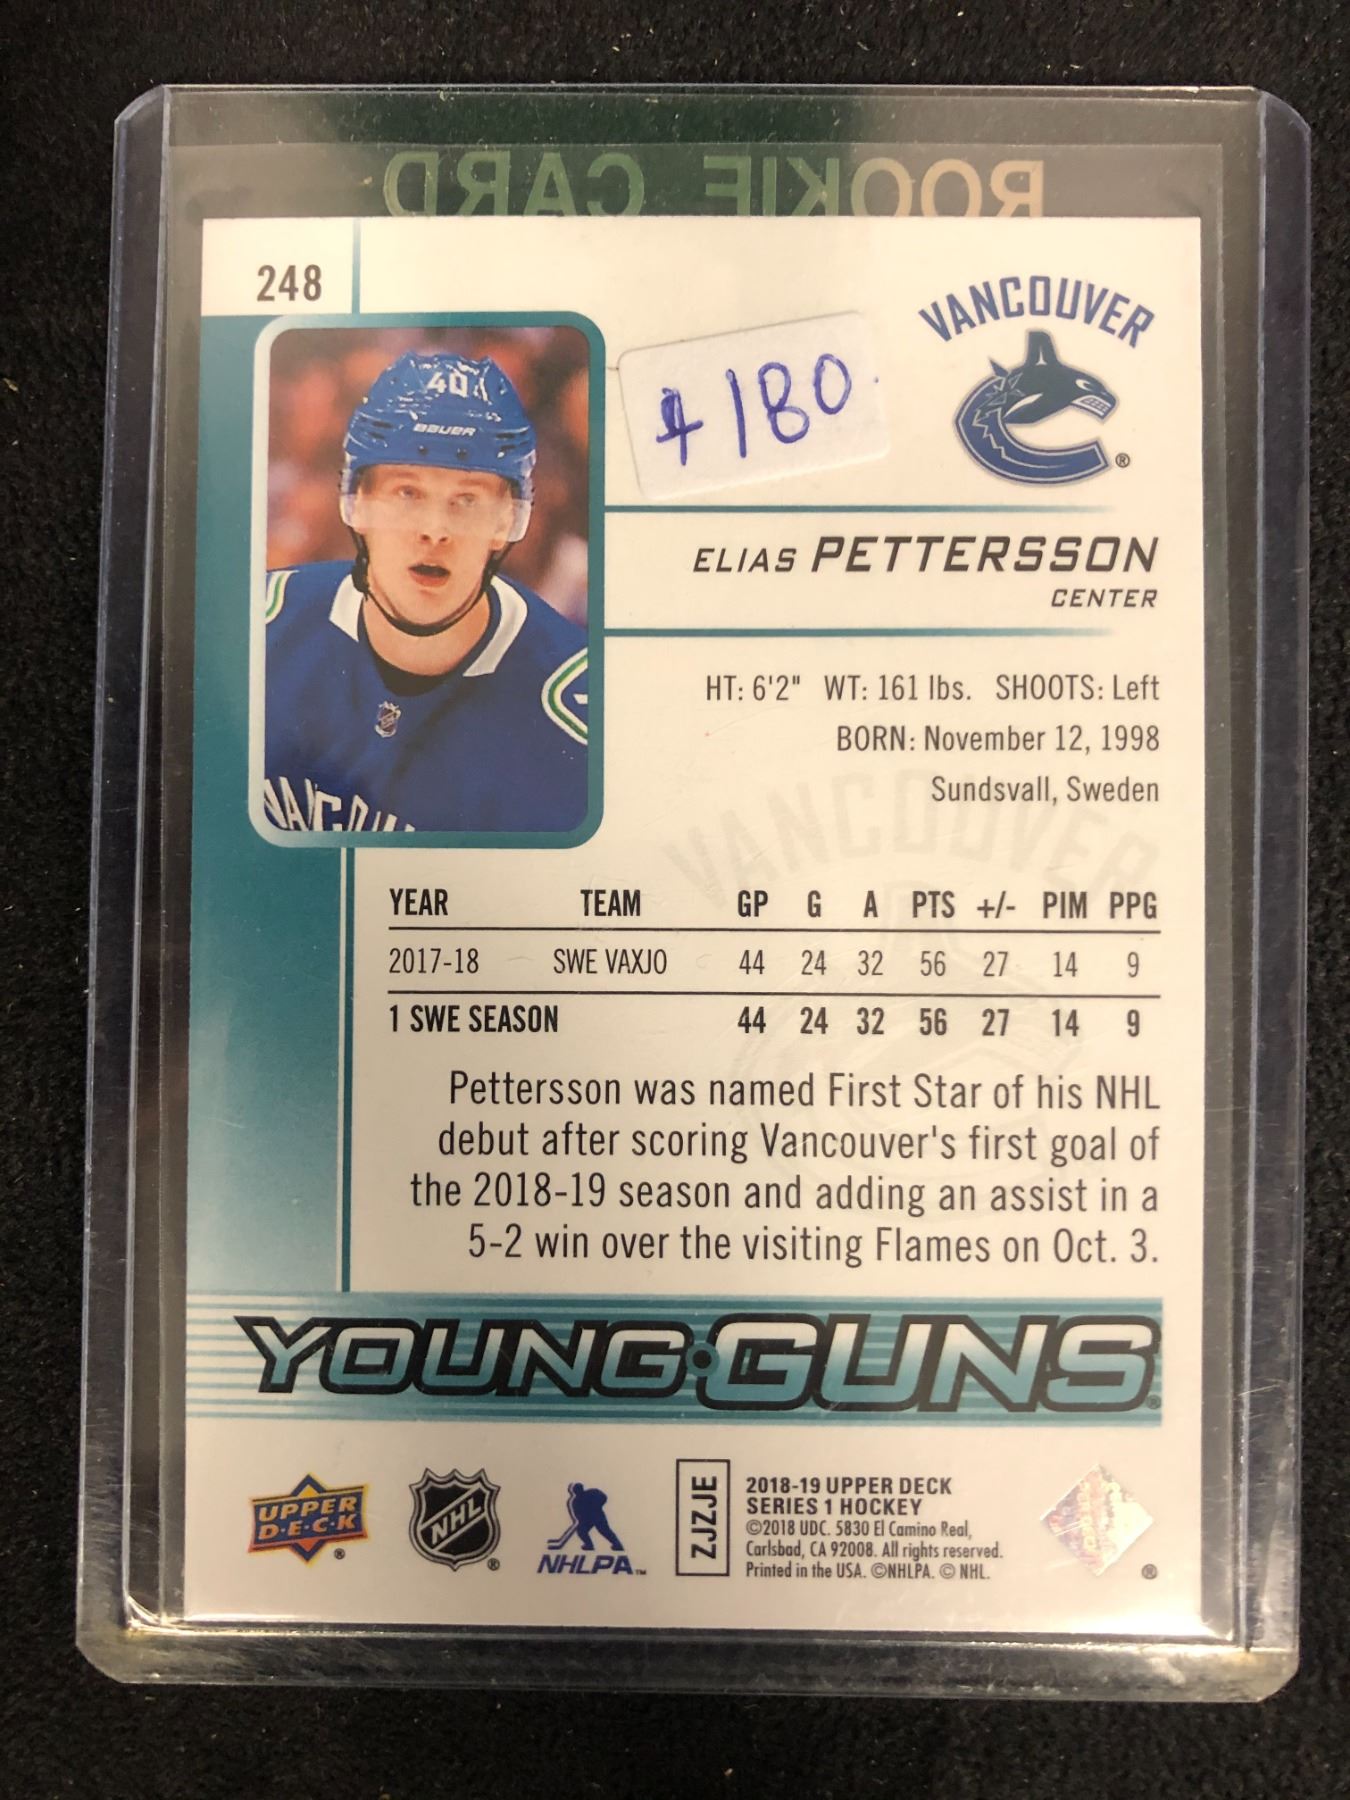 ROOKIE CARD
248
VANCOUVER
®
40
BAUER
$180
ELIAS PETTERSSON
CENTER
HT: 6'2" WT: 161 lbs. SHOOTS: Left
BORN: November 12, 1998
Sundsvall, Sweden
VANCOUVER
YEAR TEAM GP G A PTS +/- PIM PPG
2017-18 SWE VAXJO 44 24 32 56 27 14 9
1 SWE SEASON 44 24 32 56 27 14 9
Pettersson was named First Star of his NHL
debut after scoring Vancouver's first goal of
the 2018-19 season and adding an assist in a
5-2 win over the visiting Flames on Oct. 3.
YOUNG·GUNS®
UPPER
D·E·C·K®
NHL®
NHLPA™
ZJZJE
2018-19 UPPER DECK
SERIES 1 HOCKEY
©2018 UDC. 5830 El Camino Real,
Carlsbad, CA 92008. All rights reserved.
Printed in the USA. ©NHLPA. © NHL.
®